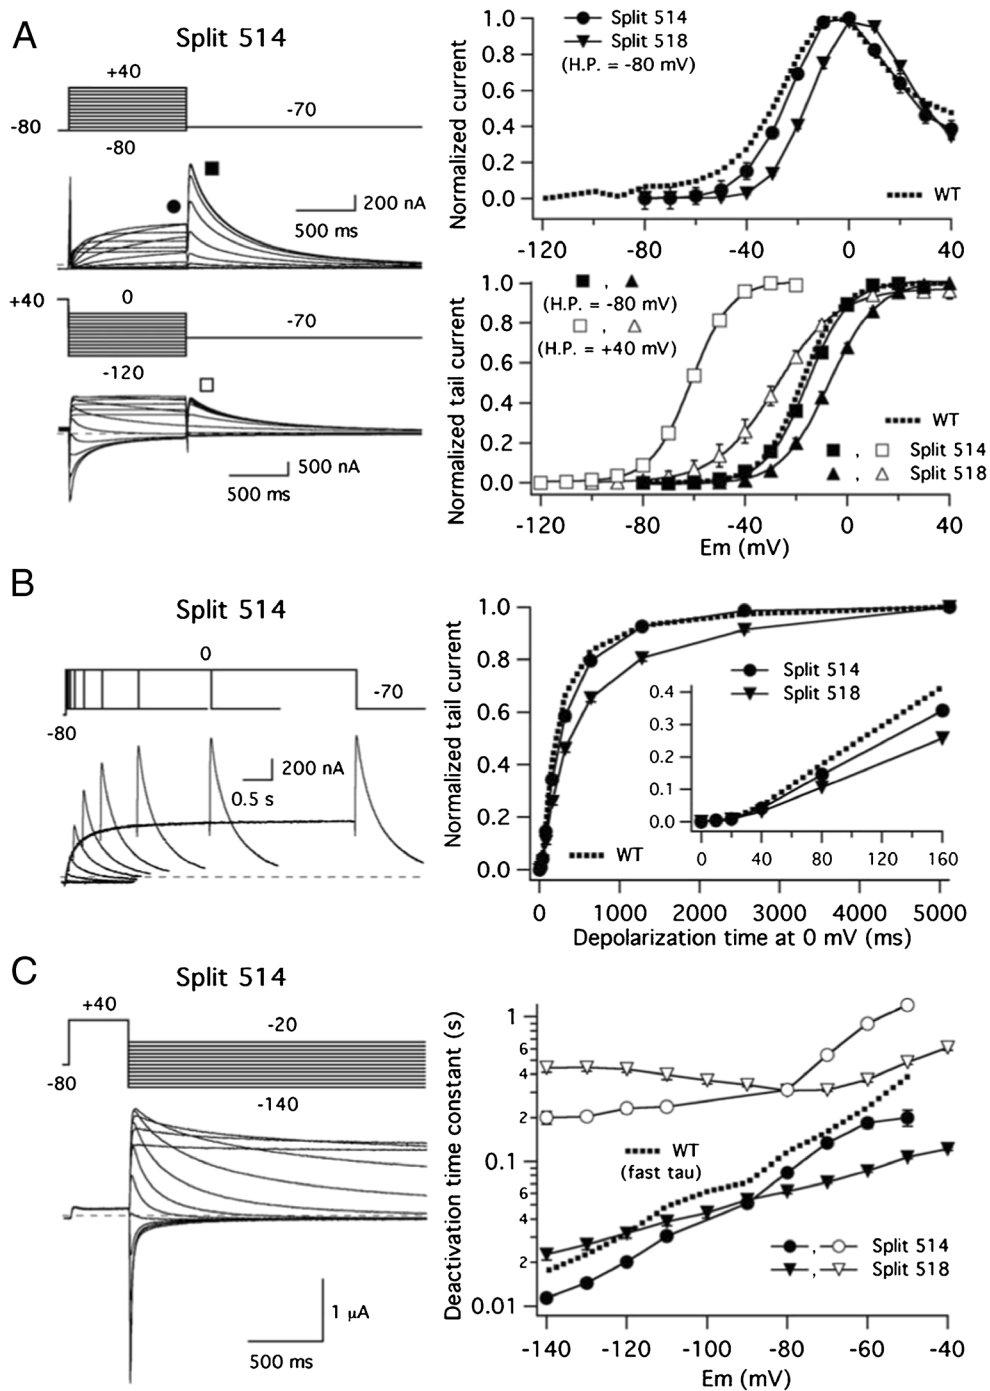 A
Split 514
+40
-80
-70
-80
200 nA
500 ms
+40
0
-70
-120
500 nA
500 ms
Normalized current
1.0
0.8
0.6
0.4
0.2
0.0
Split 514
Split 518
(H.P. = -80 mV)
WT
-120
-80
-40
0
40
Normalized tail current
1.0
0.8
0.6
0.4
0.2
0.0
,
(H.P. = -80 mV)
,
(H.P. = +40 mV)
WT
, Split 514
, Split 518
-120
-80
-40
0
40
Em (mV)
B
Split 514
0
-80
-70
200 nA
0.5 s
Normalized tail current
1.0
0.8
0.6
0.4
0.2
0.0
Split 514
Split 518
WT
0.4
0.3
0.2
0.1
0.0
0
40
80
120
160
0
1000
2000
3000
4000
5000
Depolarization time at 0 mV (ms)
C
Split 514
+40
-20
-80
-140
1 μA
500 ms
Deactivation time constant (s)
1
6
4
2
0.1
6
4
2
0.01
WT
(fast tau)
, Split 514
, Split 518
-140
-120
-100
-80
-60
-40
Em (mV)